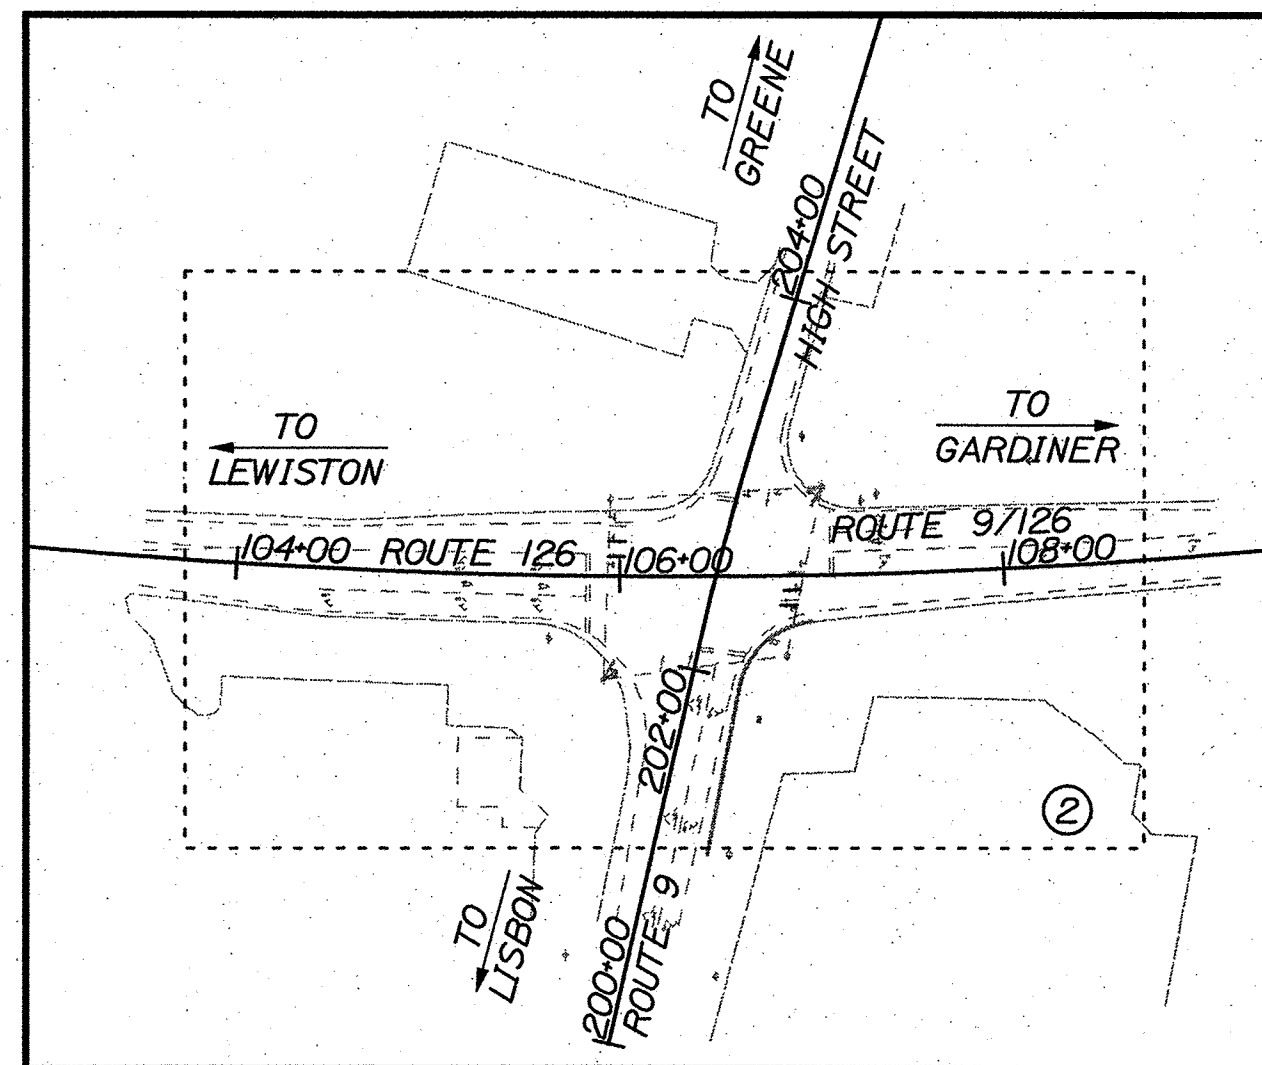 TO
GREENE
204+00
HIGH STREET
TO
LEWISTON
TO
GARDINER
104+00
ROUTE 126
106+00
ROUTE 9/126
108+00
202+00
2
TO
LISBON
200+00
ROUTE 9